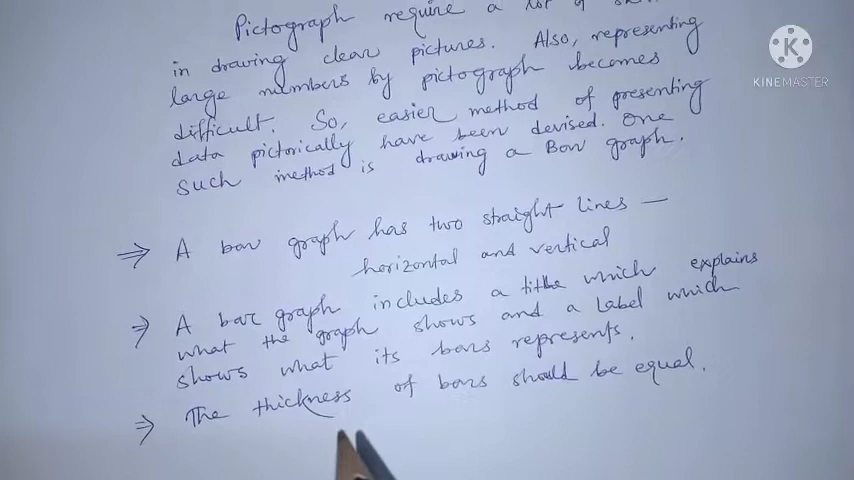 Pictograph require a lot of
in drawing clear pictures. Also, representing
large numbers by pictograph becomes
difficult. So, easier method of presenting
data pictorically have been devised. One
such method is drawing a Bar graph.
⇒ A bar graph has two straight lines —
horizontal and vertical
⇒ A bar graph includes a title which explains
what the graph shows and a Label which
shows what its bars represents.
⇒ The thickness of bars should be equal.
K
KINEMASTER